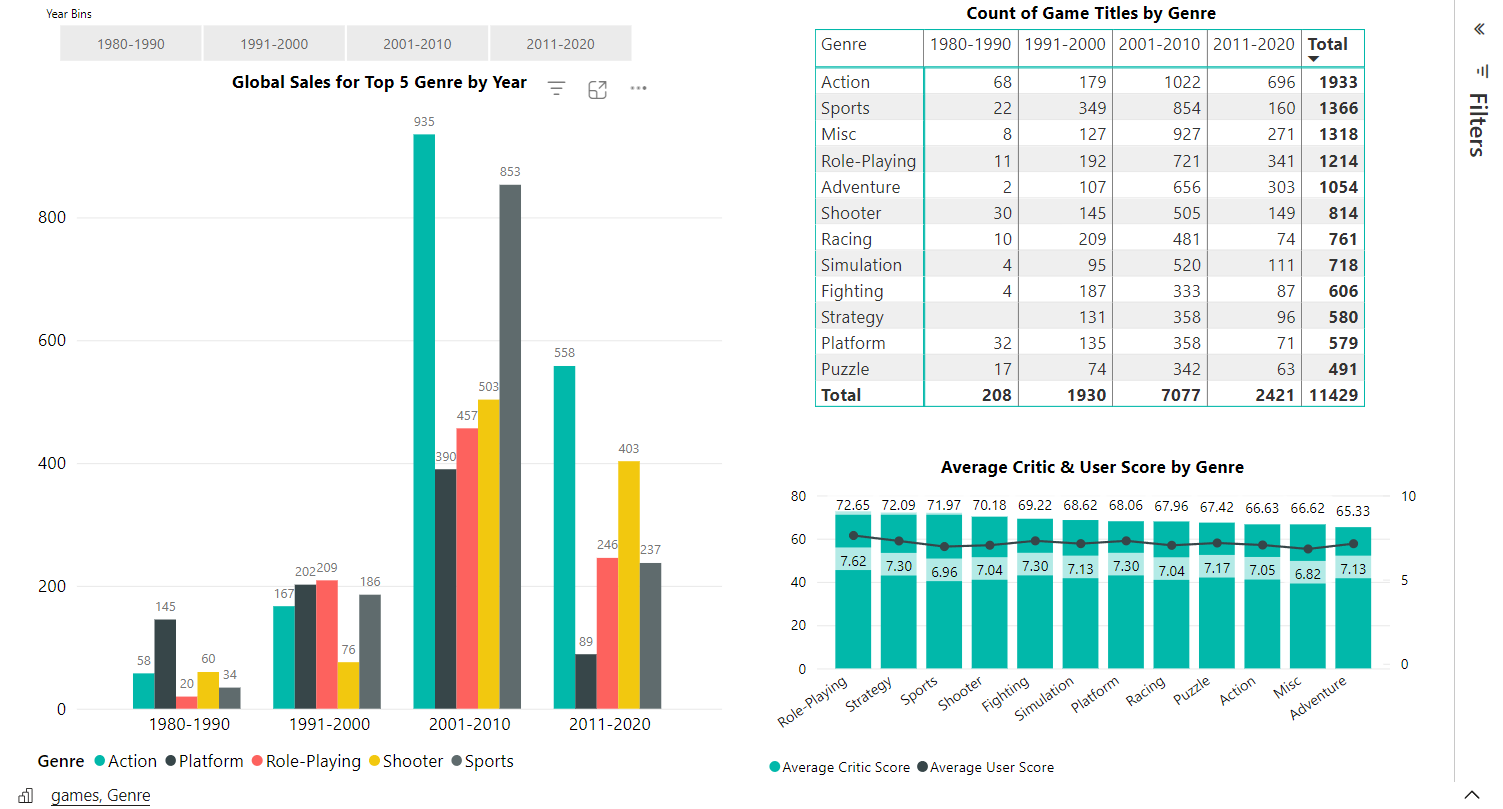 Year Bins
1980-1990 1991-2000 2001-2010 2011-2020
Global Sales for Top 5 Genre by Year
935
853
800
600
558
503
457
400
390
403
200
145
167
202
209
186
76
246
237
89
58
20
60
34
0
1980-1990 1991-2000 2001-2010 2011-2020
Genre Action Platform Role-Playing Shooter Sports
games, Genre
Count of Game Titles by Genre
Genre 1980-1990 1991-2000 2001-2010 2011-2020 Total
Action 68 179 1022 696 1933
Sports 22 349 854 160 1366
Misc 8 127 927 271 1318
Role-Playing 11 192 721 341 1214
Adventure 2 107 656 303 1054
Shooter 30 145 505 149 814
Racing 10 209 481 74 761
Simulation 4 95 520 111 718
Fighting 4 187 333 87 606
Strategy 131 358 96 580
Platform 32 135 358 71 579
Puzzle 17 74 342 63 491
Total 208 1930 7077 2421 11429
Average Critic & User Score by Genre
80 10
72.65 72.09 71.97 70.18 69.22 68.62 68.06 67.96 67.42 66.63 66.62 65.33
60
7.62 7.30 6.96 7.04 7.30 7.13 7.30 7.04 7.17 7.05 6.82 7.13
40 5
20
0 0
Role-Playing Strategy Sports Shooter Fighting Simulation Platform Racing Puzzle Action Misc Adventure
Average Critic Score Average User Score
Filters